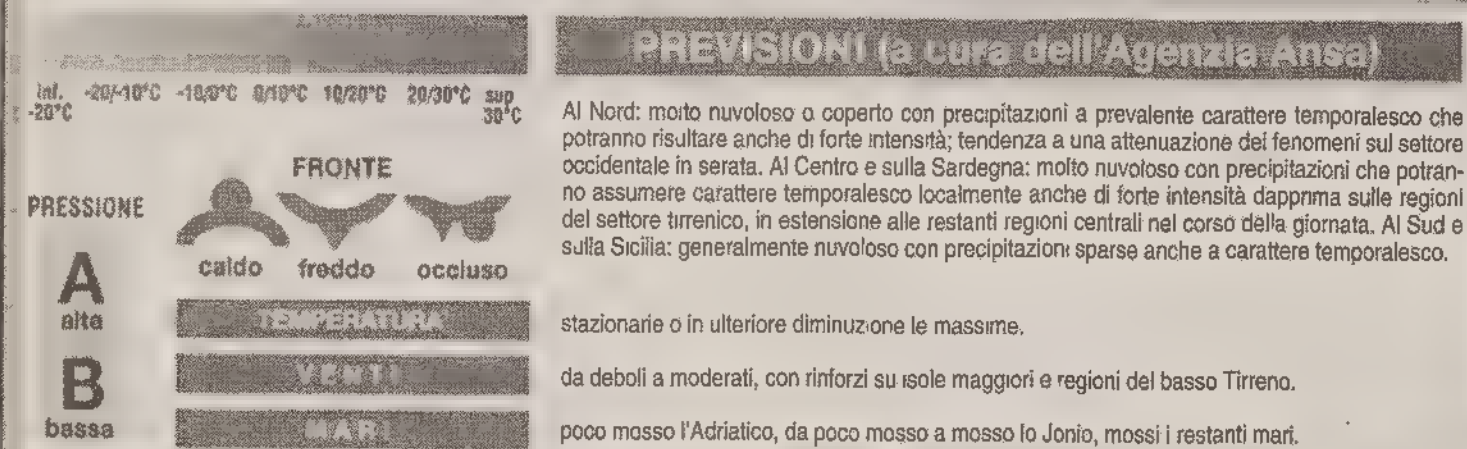 inf. -20/-10°C -10/0°C 0/10°C 10/20°C 20/30°C sup
-20°C 30°C
FRONTE
PRESSIONE
caldo freddo occluso
A
alta
B
bassa
PREVISIONI (a cura dell'Agenzia Ansa)
Al Nord: molto nuvoloso o coperto con precipitazioni a prevalente carattere temporalesco che
potranno risultare anche di forte intensità; tendenza a una attenuazione dei fenomeni sul settore
occidentale in serata. Al Centro e sulla Sardegna: molto nuvoloso con precipitazioni che potran-
no assumere carattere temporalesco localmente anche di forte intensità dapprima sulle regioni
del settore tirrenico, in estensione alle restanti regioni centrali nel corso della giornata. Al Sud e
sulla Sicilia: generalmente nuvoloso con precipitazioni sparse anche a carattere temporalesco.
TEMPERATURA
stazionarie o in ulteriore diminuzione le massime.
VENTI
da deboli a moderati, con rinforzi su isole maggiori e regioni del basso Tirreno.
MARI
poco mosso l'Adriatico, da poco mosso a mosso lo Jonio, mossi i restanti mari.